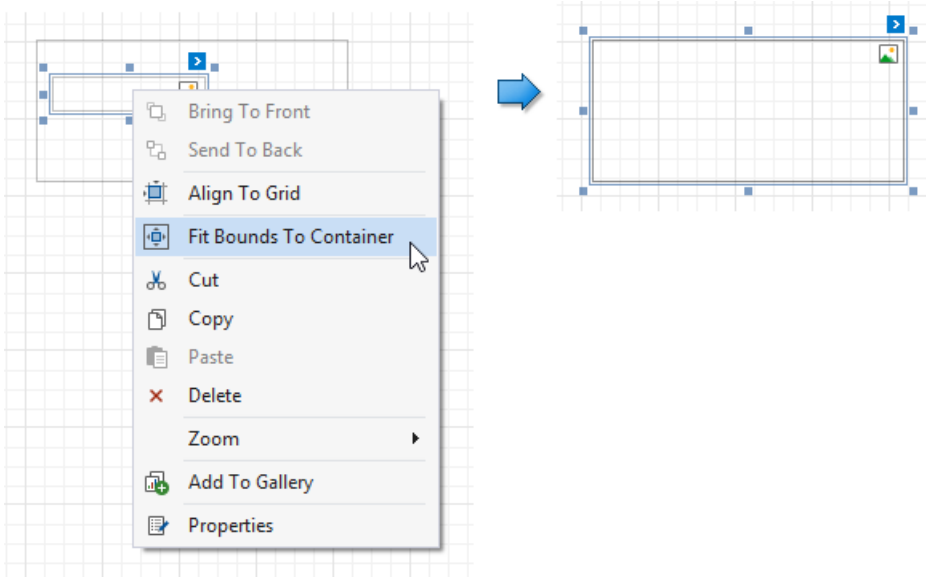 Bring To Front
Send To Back
Align To Grid
Fit Bounds To Container
Cut
Copy
Paste
Delete
Zoom
Add To Gallery
Properties